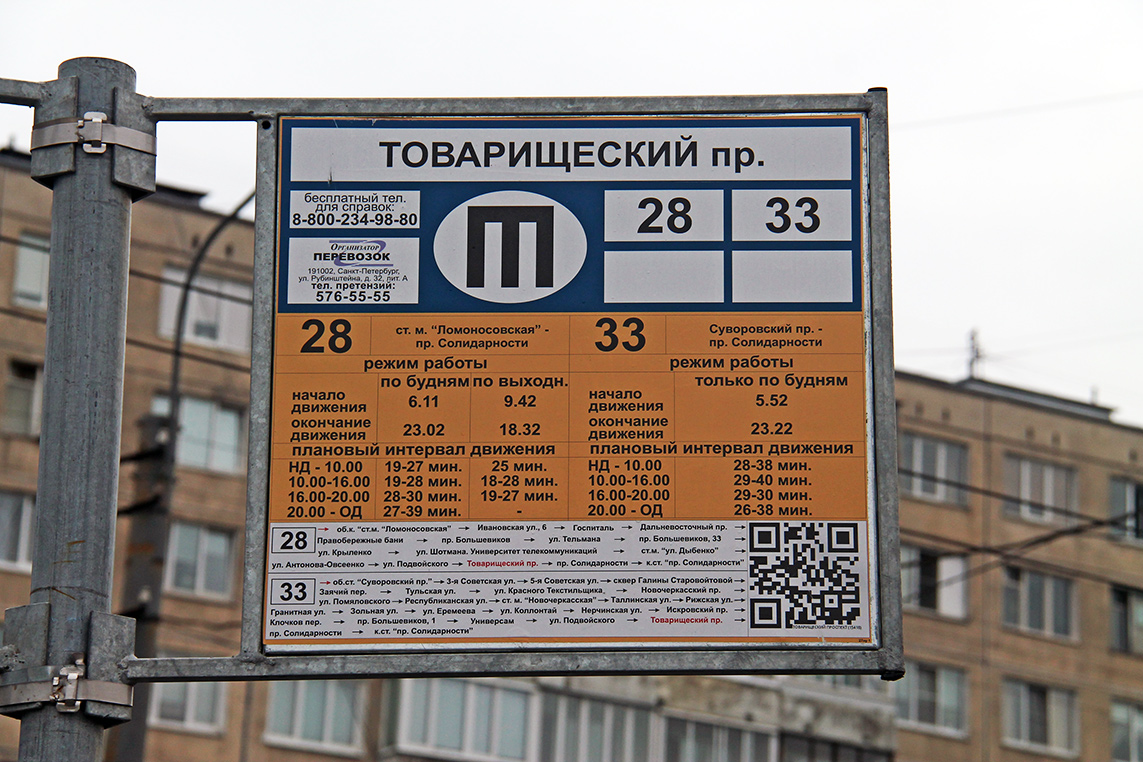 ТОВАРИЩЕСКИЙ пр.
бесплатный тел.
для справок:
8-800-234-98-80
Организатор
ПЕРЕВОЗОК
191002, Санкт-Петербург,
ул. Рубинштейна, д. 32, лит. А
тел. претензий:
576-55-55
Т
28 33
28 ст. м. "Ломоносовская" -
пр. Солидарности
33 Суворовский пр. -
пр. Солидарности
режим работы режим работы
по будням по выходн. только по будням
начало
движения 6.11 9.42
начало
движения 5.52
окончание
движения 23.02 18.32
окончание
движения 23.22
плановый интервал движения плановый интервал движения
НД - 10.00 19-27 мин. 25 мин. НД - 10.00 28-38 мин.
10.00-16.00 19-28 мин. 18-28 мин. 10.00-16.00 29-40 мин.
16.00-20.00 28-30 мин. 19-27 мин. 16.00-20.00 29-30 мин.
20.00 - ОД 27-39 мин. - 20.00 - ОД 26-38 мин.
28 → об.к. "ст.м. "Ломоносовская" → Ивановская ул., 6 → Госпиталь → Дальневосточный пр. →
Правобережные бани → пр. Большевиков → ул. Тельмана → пр. Большевиков, 33 →
ул. Крыленко → ул. Шотмана. Университет телекоммуникаций → ст.м. "ул. Дыбенко" →
ул. Антонова-Овсеенко → ул. Подвойского → Товарищеский пр. → пр. Солидарности → к.ст. "пр. Солидарности"
33 → об.ст. "Суворовский пр." → 3-я Советская ул. → 5-я Советская ул. → сквер Галины Старовойтовой →
Заячий пер. → Тульская ул. → ул. Красного Текстильщика → Новочеркасский пр. →
ул. Помяловского → Республиканская ул. → ст. м. "Новочеркасская" → Таллинская ул. → Рижская ул. →
Гранитная ул. → Зольная ул. → ул. Еремеева → ул. Коллонтай → Нерчинская ул. → Искровский пр. →
Клочков пер. → пр. Большевиков, 1 → Универсам → ул. Подвойского → Товарищеский пр. →
пр. Солидарности → к.ст. "пр. Солидарности"